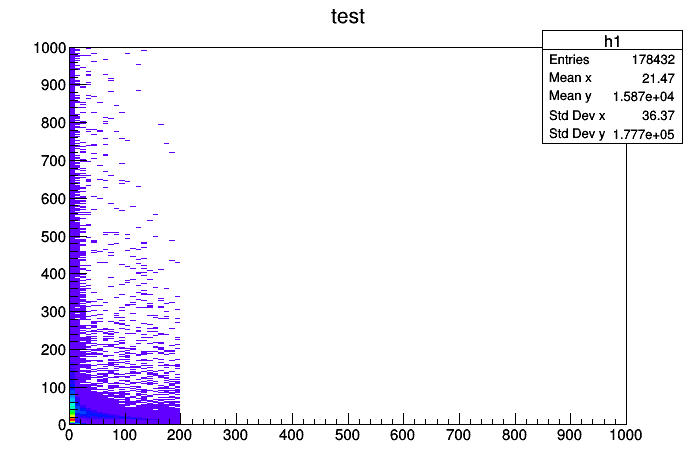 test
h1
Entries 178432
Mean x 21.47
Mean y 1.587e+04
Std Dev x 36.37
Std Dev y 1.777e+05
1000
900
800
700
600
500
400
300
200
100
0
0 100 200 300 400 500 600 700 800 900 1000